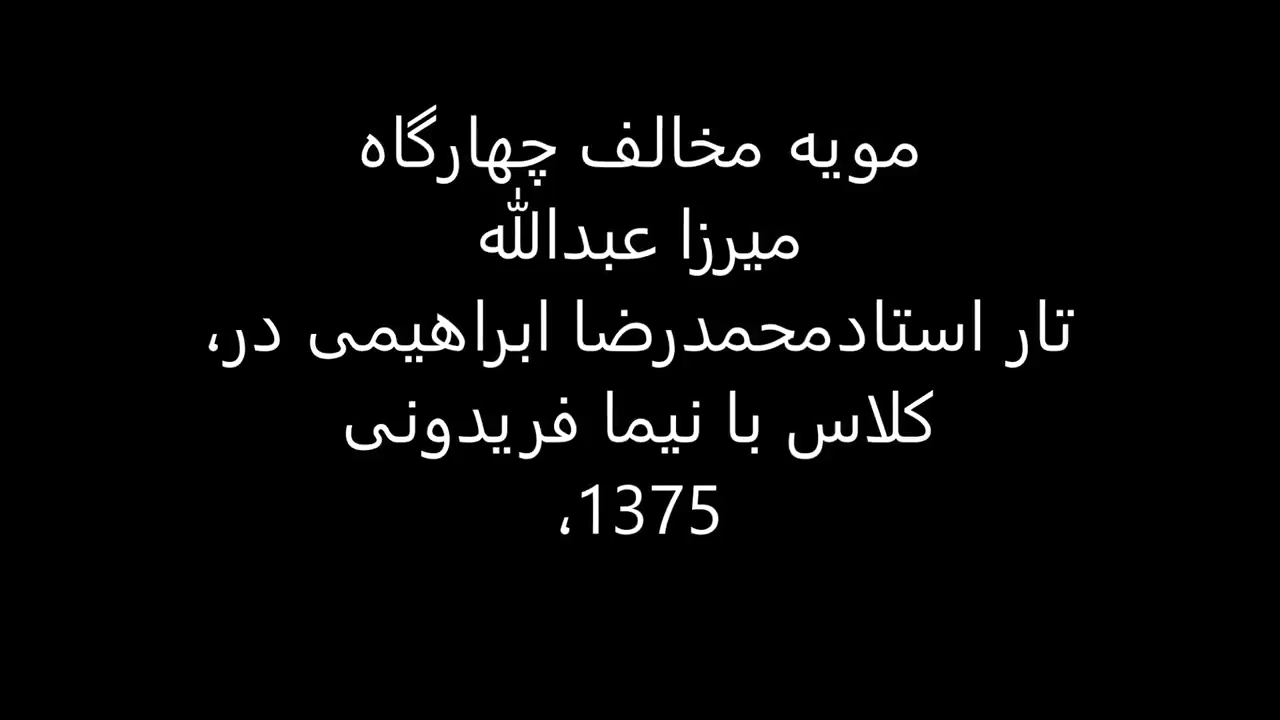 مویه مخالف چهارگاه
میرزا عبدالله
تار استادمحمدرضا ابراهیمی در،
کلاس با نیما فریدونی
1375،